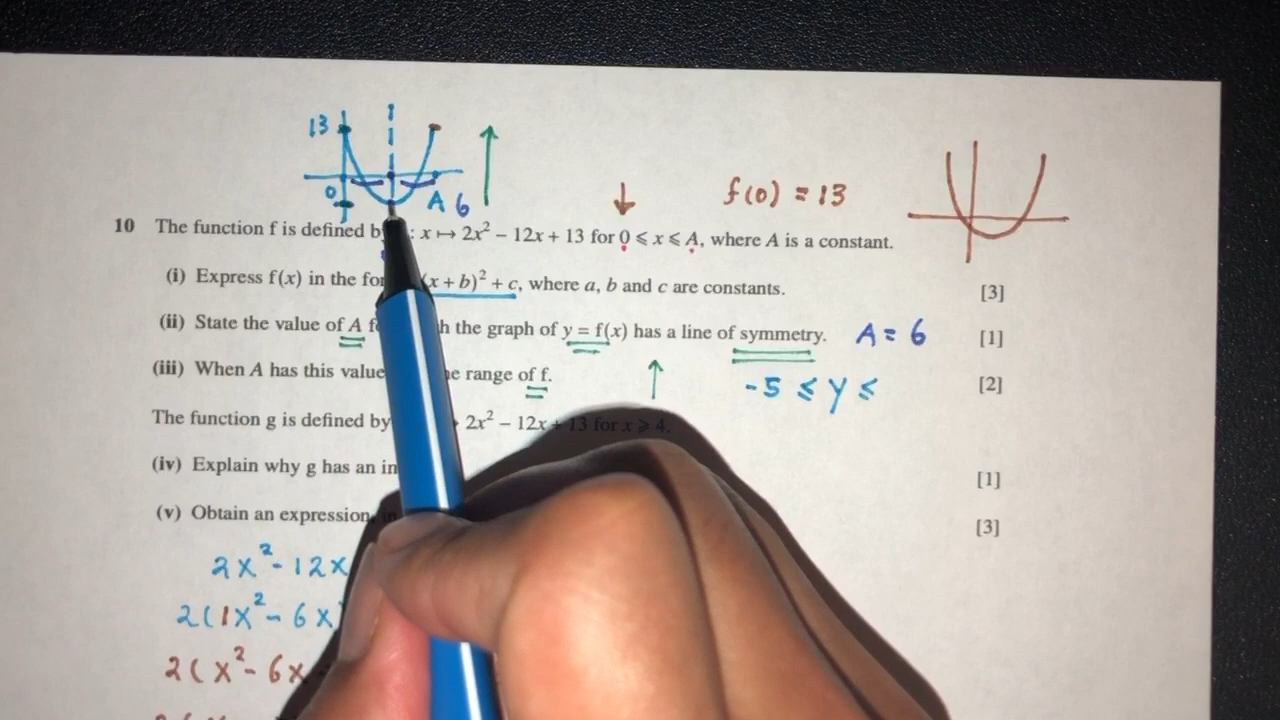 13
0 A 6
f(0) = 13
10 The function f is defined : x ↦ 2x² − 12x + 13 for 0 ⩽ x ⩽ A, where A is a constant.
(i) Express f(x) in the (x + b)² + c, where a, b and c are constants. [3]
(ii) State the value of A the graph of y = f(x) has a line of symmetry. A = 6 [1]
(iii) When A has this value range of f. -5 ≤ y ≤ [2]
The function g is defined by 2x² − 12x + 13 for x ⩾ 4.
(iv) Explain why g has an [1]
(v) Obtain an expression, [3]
2x² - 12x
2(1x² - 6x
2(x² - 6x